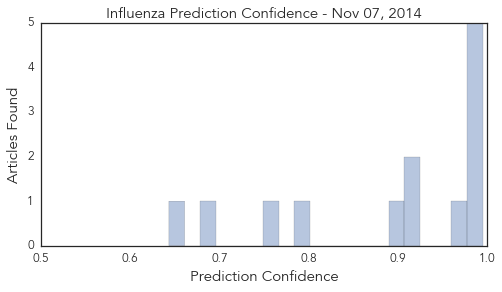 Influenza Prediction Confidence - Nov 07, 2014
Articles Found
5
4
3
2
1
0
0.5 0.6 0.7 0.8 0.9 1.0
Prediction Confidence